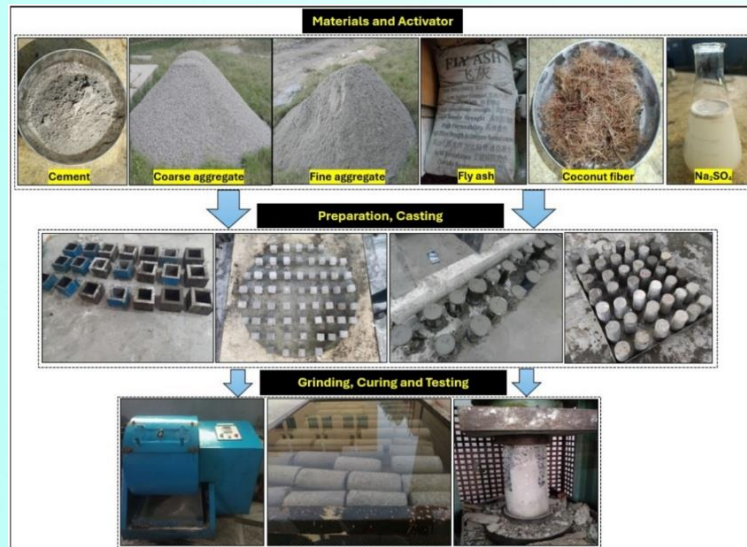 Materials and Activator
FLY ASH
飞灰
Cement
Coarse aggregate
Fine aggregate
Fly ash
Coconut fiber
Na₂SO₄
Preparation, Casting
Grinding, Curing and Testing